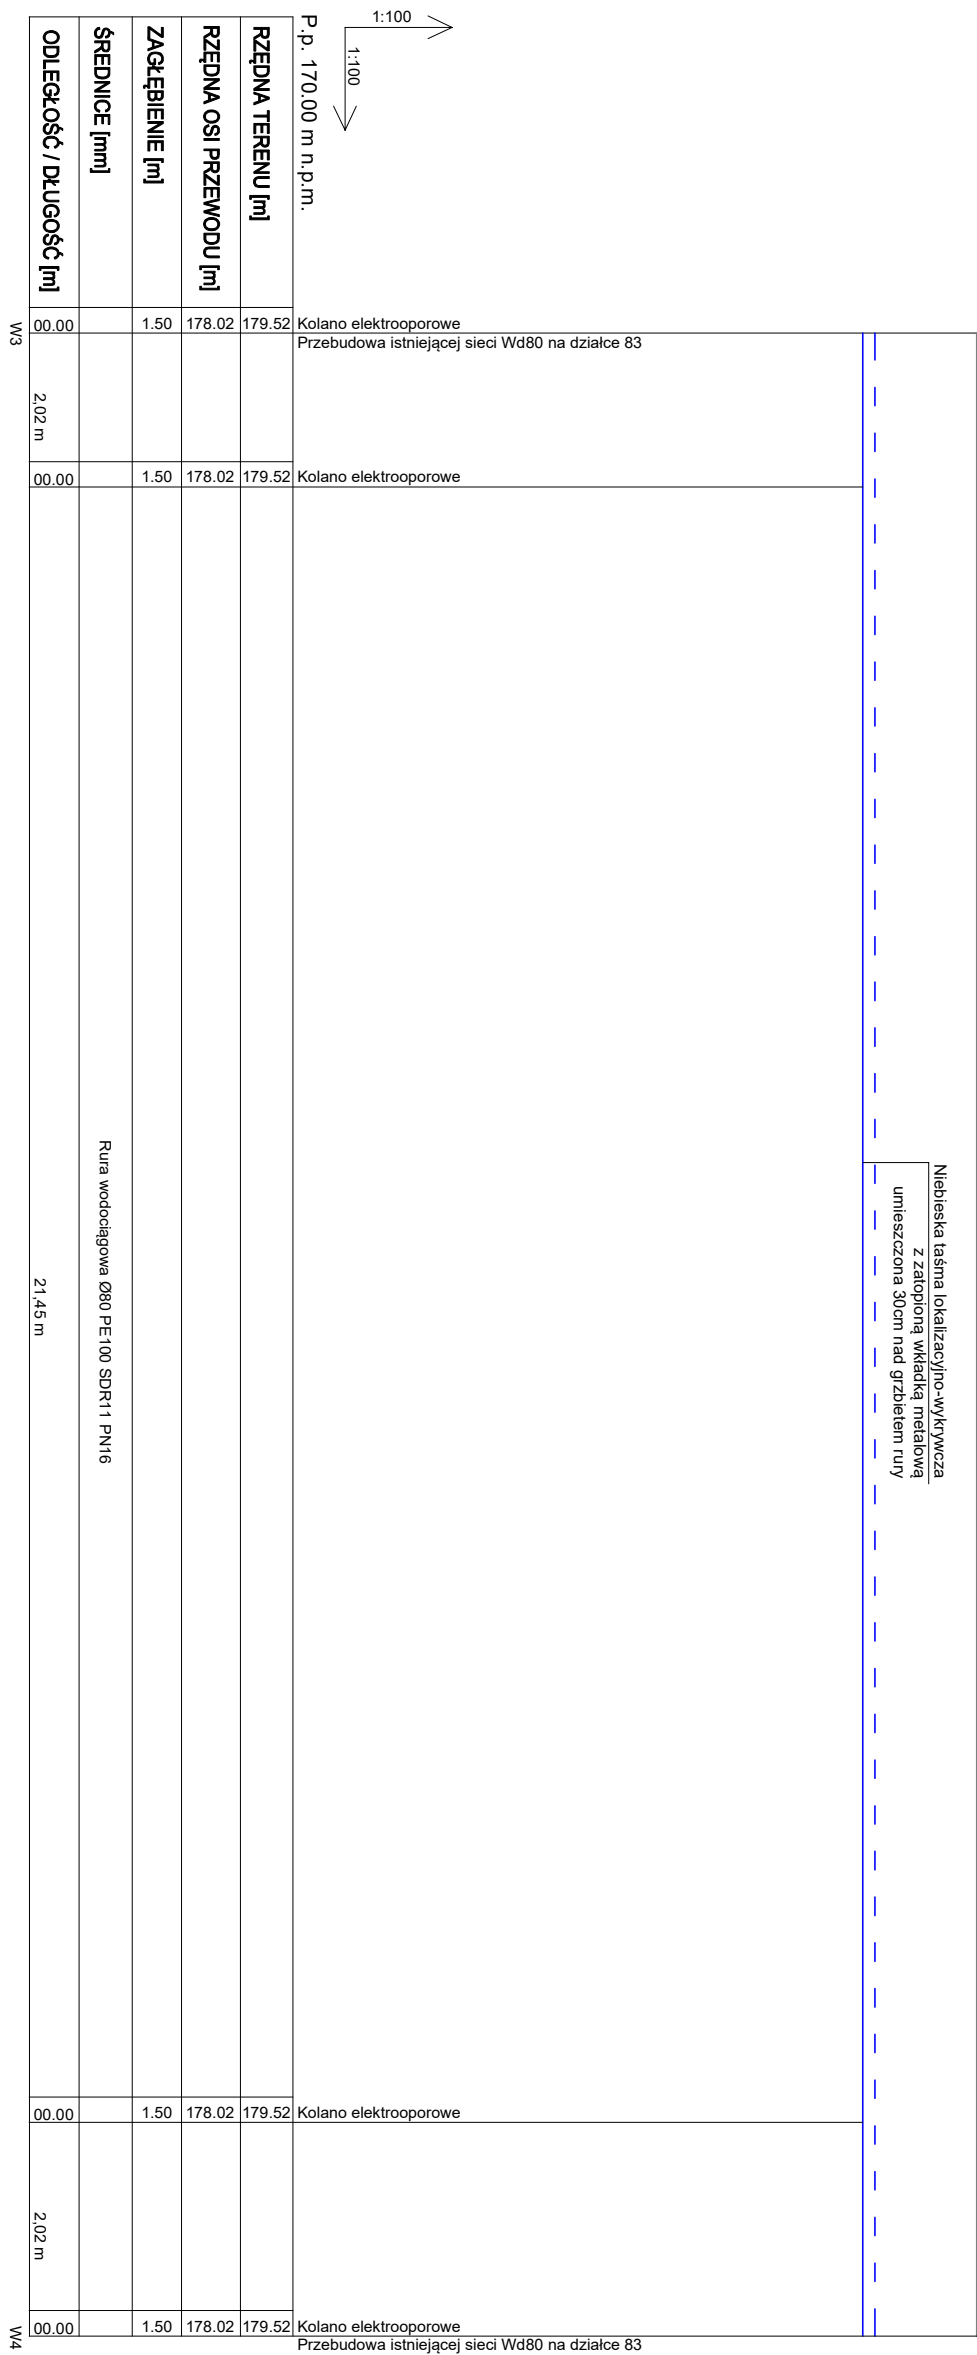 1:100
1:100
P.p. 170.00 m n.p.m.
RZĘDNA TERENU [m]
RZĘDNA OSI PRZEWODU [m]
ZAGŁĘBIENIE [m]
ŚREDNICE [mm]
ODLEGŁOŚĆ / DŁUGOŚĆ [m]
W3
00.00 1.50 178.02 179.52 Kolano elektrooporowe
Przebudowa istniejącej sieci Wd80 na działce 83
2,02 m
00.00 1.50 178.02 179.52 Kolano elektrooporowe
Niebieska taśma lokalizacyjno-wykrywcza
z zatopioną wkładką metalową
umieszczona 30cm nad grzbietem rury
Rura wodociągowa Ø80 PE100 SDR11 PN16
21,45 m
00.00 1.50 178.02 179.52 Kolano elektrooporowe
2,02 m
00.00 1.50 178.02 179.52 Kolano elektrooporowe
Przebudowa istniejącej sieci Wd80 na działce 83
W4